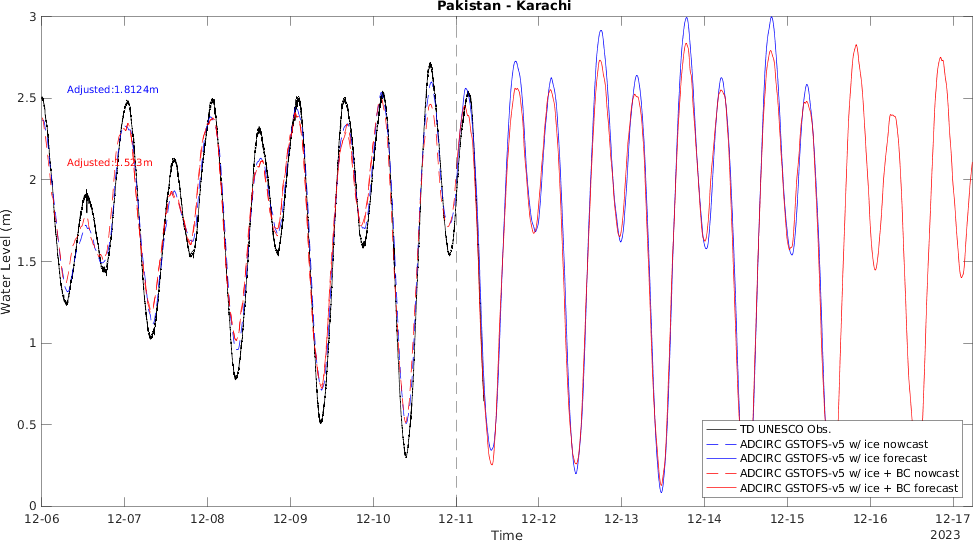 Pakistan - Karachi
3
Adjusted:1.8124m
2.5
Adjusted:1.523m
2
Water Level (m)
1.5
1
0.5
0
TD UNESCO Obs.
ADCIRC GSTOFS-v5 w/ ice nowcast
ADCIRC GSTOFS-v5 w/ ice forecast
ADCIRC GSTOFS-v5 w/ ice + BC nowcast
ADCIRC GSTOFS-v5 w/ ice + BC forecast
12-06 12-07 12-08 12-09 12-10 12-11 12-12 12-13 12-14 12-15 12-16 12-17
Time
2023